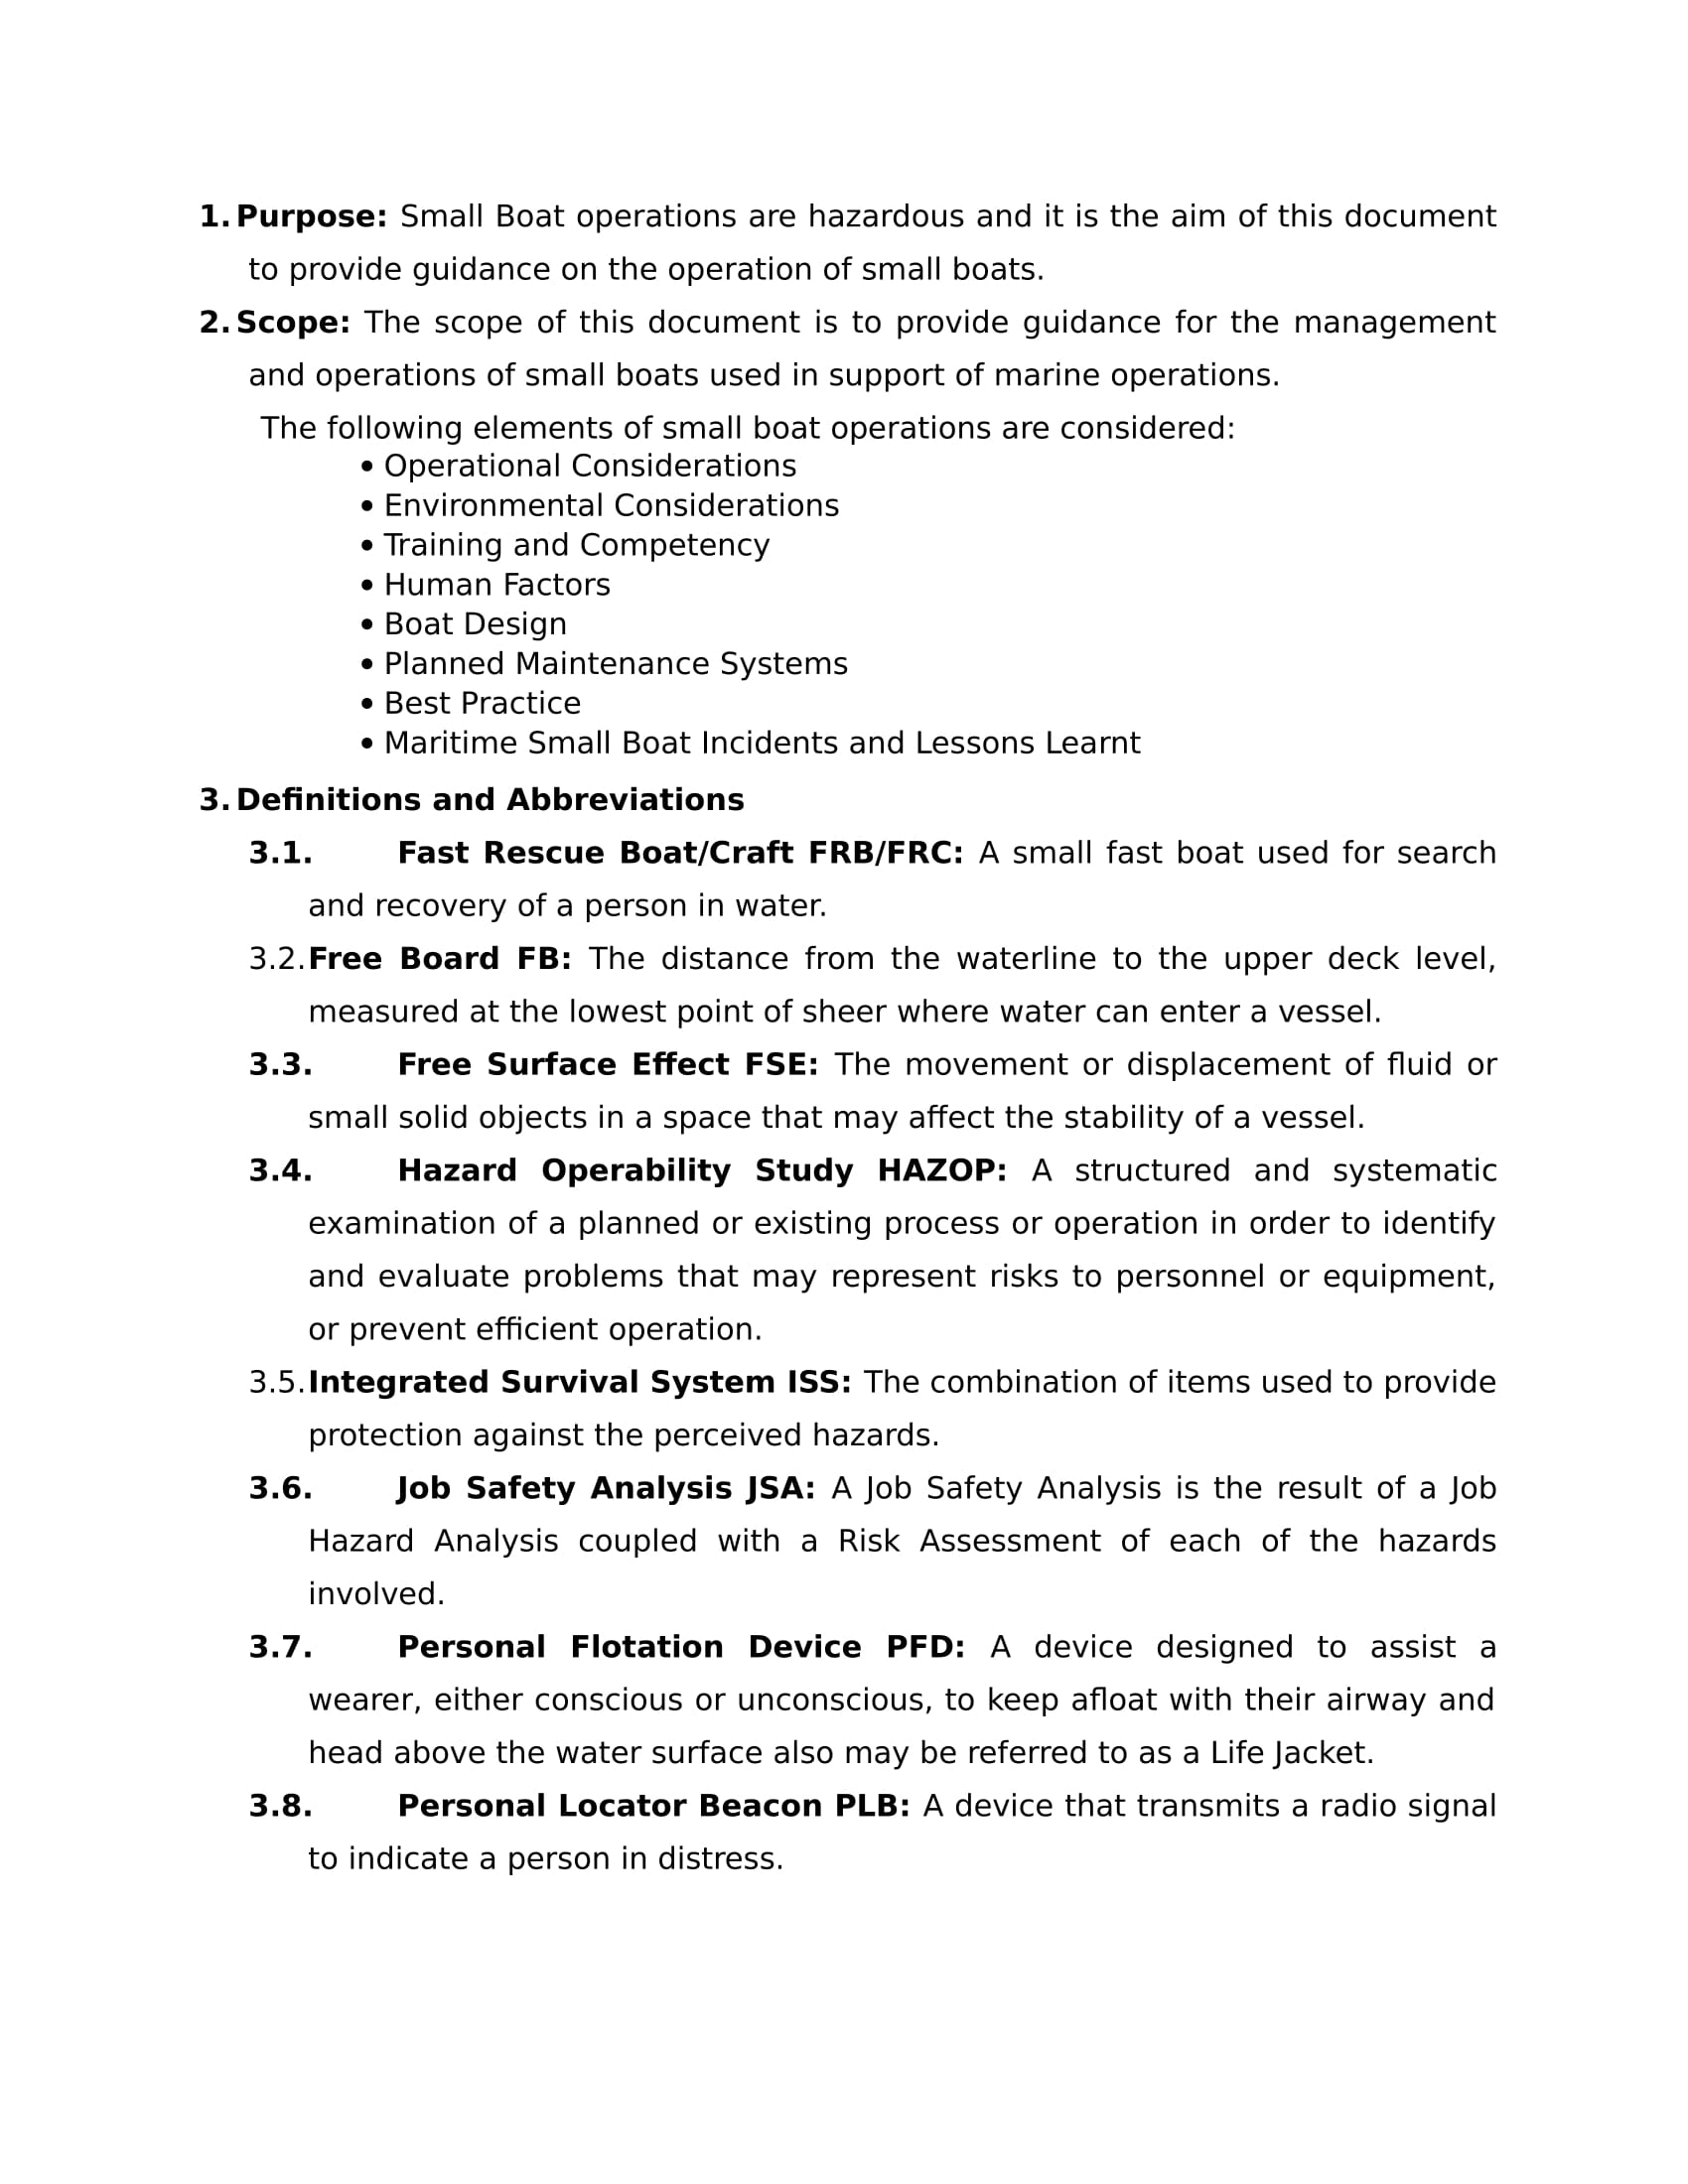 1. Purpose: Small Boat operations are hazardous and it is the aim of this document
to provide guidance on the operation of small boats.
2. Scope: The scope of this document is to provide guidance for the management
and operations of small boats used in support of marine operations.
The following elements of small boat operations are considered:
• Operational Considerations
• Environmental Considerations
• Training and Competency
• Human Factors
• Boat Design
• Planned Maintenance Systems
• Best Practice
• Maritime Small Boat Incidents and Lessons Learnt
3. Definitions and Abbreviations
3.1. Fast Rescue Boat/Craft FRB/FRC: A small fast boat used for search
and recovery of a person in water.
3.2. Free Board FB: The distance from the waterline to the upper deck level,
measured at the lowest point of sheer where water can enter a vessel.
3.3. Free Surface Effect FSE: The movement or displacement of fluid or
small solid objects in a space that may affect the stability of a vessel.
3.4. Hazard Operability Study HAZOP: A structured and systematic
examination of a planned or existing process or operation in order to identify
and evaluate problems that may represent risks to personnel or equipment,
or prevent efficient operation.
3.5. Integrated Survival System ISS: The combination of items used to provide
protection against the perceived hazards.
3.6. Job Safety Analysis JSA: A Job Safety Analysis is the result of a Job
Hazard Analysis coupled with a Risk Assessment of each of the hazards
involved.
3.7. Personal Flotation Device PFD: A device designed to assist a
wearer, either conscious or unconscious, to keep afloat with their airway and
head above the water surface also may be referred to as a Life Jacket.
3.8. Personal Locator Beacon PLB: A device that transmits a radio signal
to indicate a person in distress.